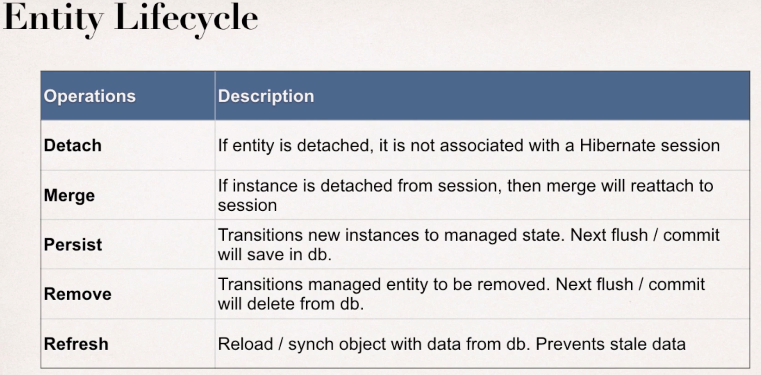 Entity Lifecycle
Operations Description
Detach If entity is detached, it is not associated with a Hibernate session
Merge If instance is detached from session, then merge will reattach to
session
Persist Transitions new instances to managed state. Next flush / commit
will save in db.
Remove Transitions managed entity to be removed. Next flush / commit
will delete from db.
Refresh Reload / synch object with data from db. Prevents stale data